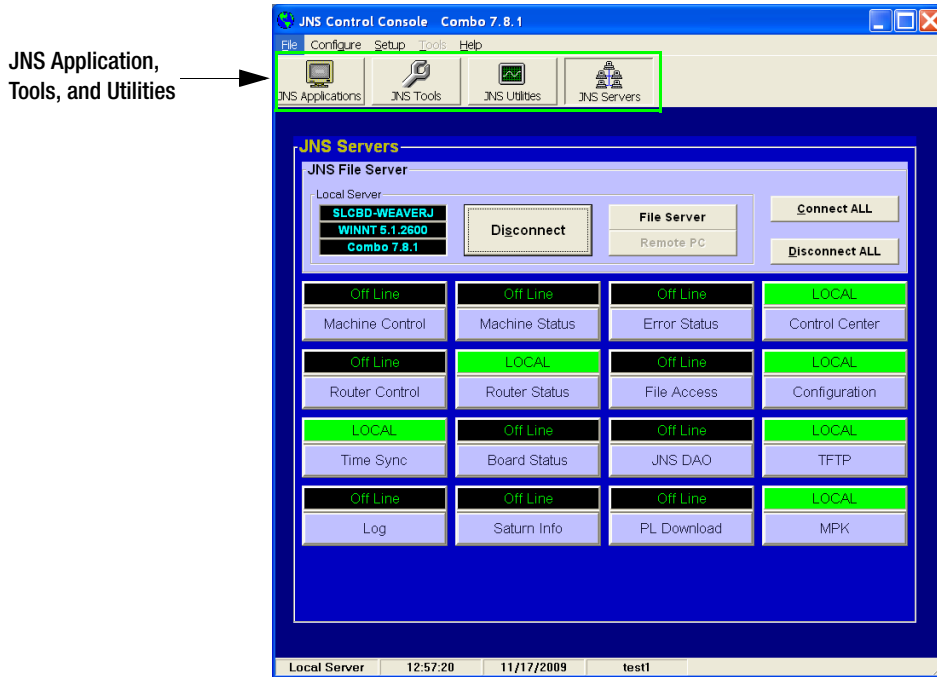 JNS Control Console Combo 7.8.1
File Configure Setup Tools Help
JNS Application,
Tools, and Utilities
JNS Applications JNS Tools JNS Utilities JNS Servers
JNS Servers
JNS File Server
Local Server
SLCBD-WEAVERJ
WINNT 5.1.2600
Combo 7.8.1
Disconnect
File Server
Remote PC
Connect ALL
Disconnect ALL
Off Line Off Line Off Line LOCAL
Machine Control Machine Status Error Status Control Center
Off Line LOCAL Off Line LOCAL
Router Control Router Status File Access Configuration
LOCAL Off Line Off Line LOCAL
Time Sync Board Status JNS DAO TFTP
Off Line Off Line Off Line LOCAL
Log Saturn Info PL Download MPK
Local Server 12:57:20 11/17/2009 test1